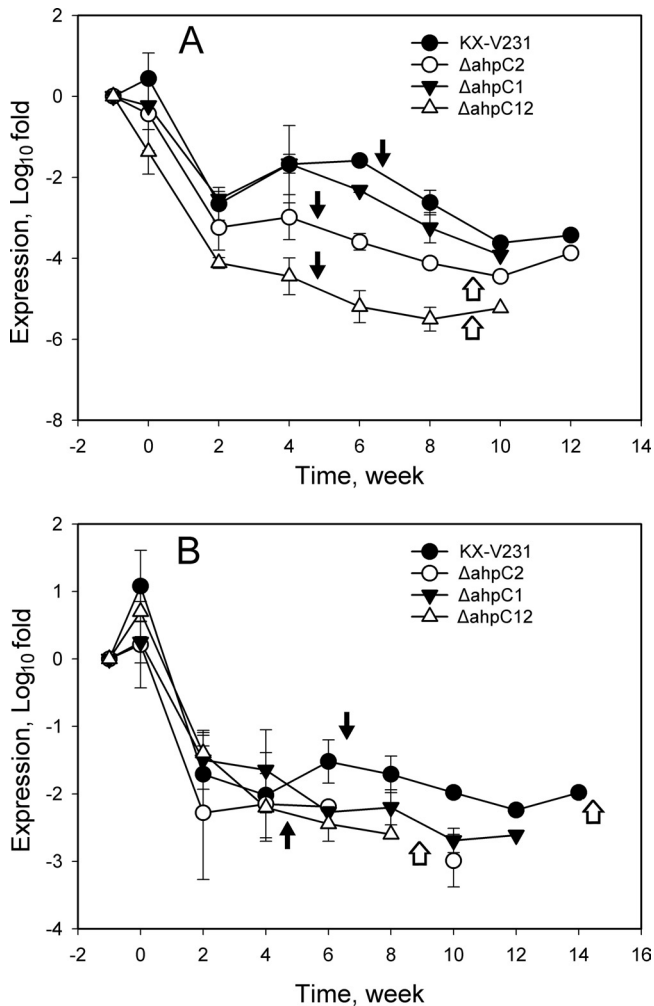 A
KX-V231
ΔahpC2
ΔahpC1
ΔahpC12
2
0
-2
-4
-6
-8
Expression, Log10 fold
-2 0 2 4 6 8 10 12 14
Time, week
B
KX-V231
ΔahpC2
ΔahpC1
ΔahpC12
2
1
0
-1
-2
-3
-4
Expression, Log10 fold
-2 0 2 4 6 8 10 12 14 16
Time, week